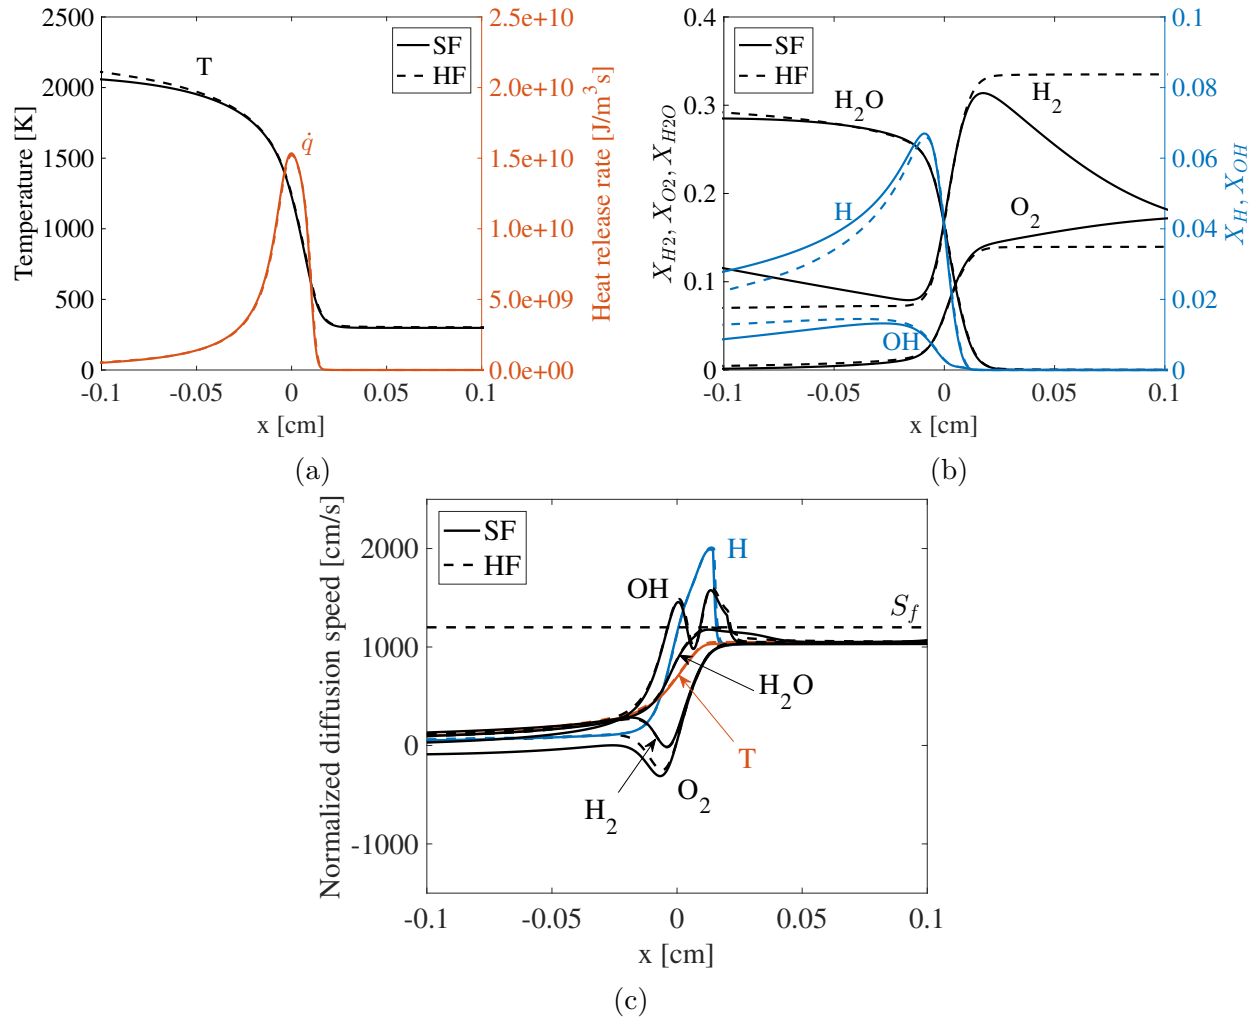 2500
2000
1500
1000
500
0
Temperature [K]
T
q̇
SF
HF
2.5e+10
2.0e+10
1.5e+10
1.0e+10
5.0e+09
0.0e+00
Heat release rate [J/m³s]
-0.1 -0.05 0 0.05 0.1
x [cm]
(a)
0.4
0.3
0.2
0.1
0
X_H2, X_O2, X_H2O
SF
HF
H₂O
H₂
H
O₂
OH
0.1
0.08
0.06
0.04
0.02
0
X_H, X_OH
-0.1 -0.05 0 0.05 0.1
x [cm]
(b)
2000
1000
0
-1000
Normalized diffusion speed [cm/s]
SF
HF
H
OH
S_f
H₂O
T
H₂
O₂
-0.1 -0.05 0 0.05 0.1
x [cm]
(c)